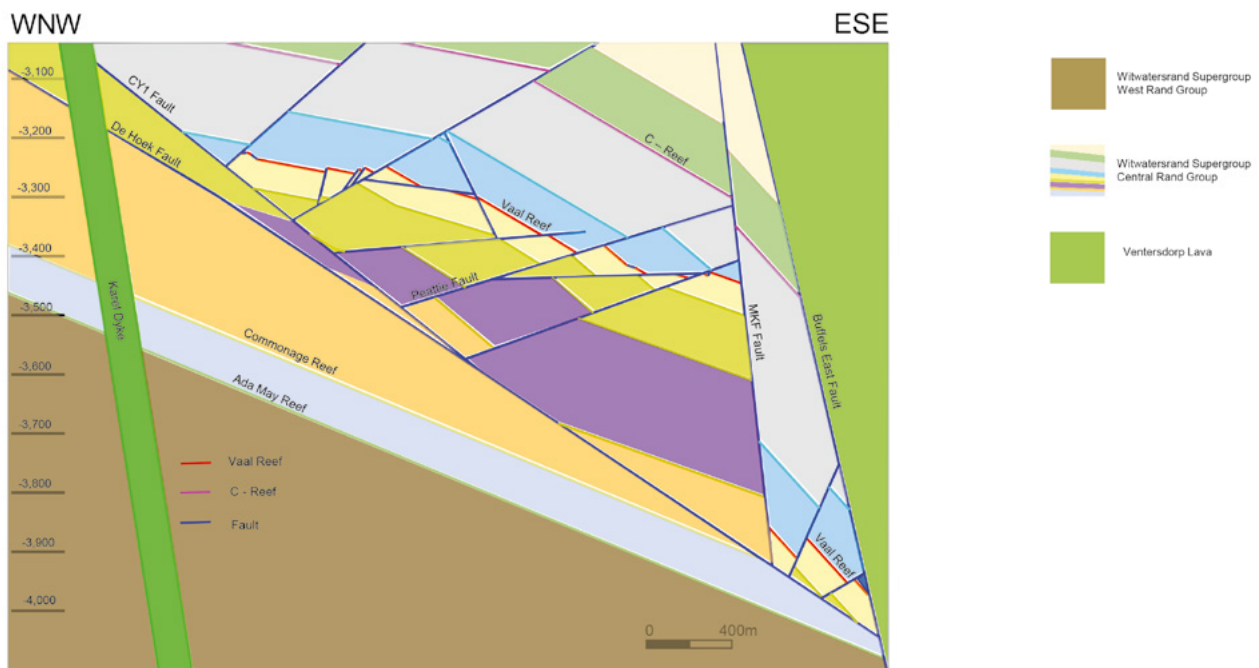 WNW
ESE
-3,100
-3,200
-3,300
-3,400
-3,500
-3,600
-3,700
-3,800
-3,900
-4,000
CY1 Fault
De Hoek Fault
C – Reef
Vaal Reef
Peattie Fault
Karel Dyke
Commonage Reef
Ada May Reef
MKF Fault
Buffels East Fault
Vaal Reef
Vaal Reef
C - Reef
Fault
0 400m
Witwatersrand Supergroup
West Rand Group
Witwatersrand Supergroup
Central Rand Group
Ventersdorp Lava